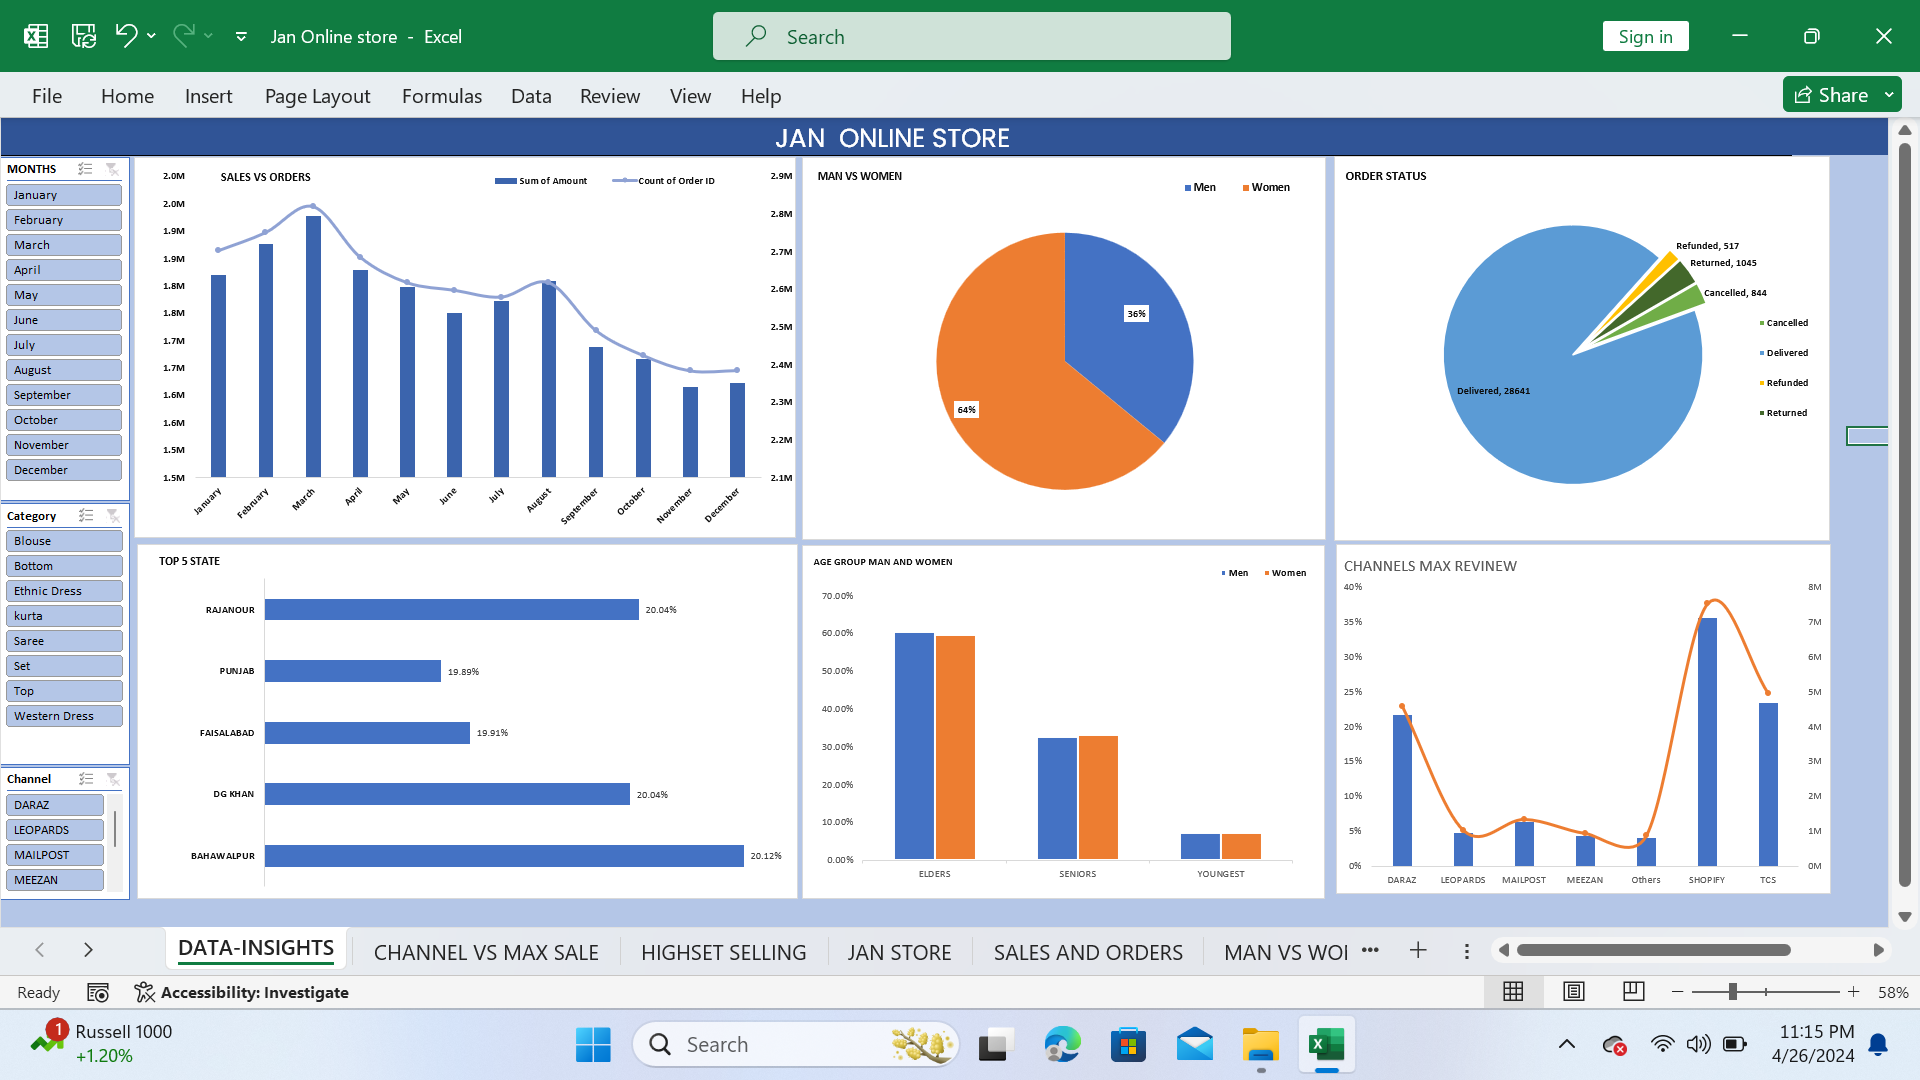 Jan Online store - Excel
Search
Sign in
File Home Insert Page Layout Formulas Data Review View Help
Share
JAN ONLINE STORE
MONTHS
January
February
March
April
May
June
July
August
September
October
November
December
Category
Blouse
Bottom
Ethnic Dress
kurta
Saree
Set
Top
Western Dress
Channel
DARAZ
LEOPARDS
MAILPOST
MEEZAN
SALES VS ORDERS
Sum of Amount Count of Order ID
2.0M
2.0M
1.9M
1.9M
1.8M
1.8M
1.7M
1.7M
1.6M
1.6M
1.5M
1.5M
2.9M
2.8M
2.7M
2.6M
2.5M
2.4M
2.3M
2.2M
2.1M
January February March April May June July August September October November December
MAN VS WOMEN
Men Women
36%
64%
ORDER STATUS
Refunded, 517
Returned, 1045
Cancelled, 844
Delivered, 28641
Cancelled
Delivered
Refunded
Returned
TOP 5 STATE
RAJANOUR 20.04%
PUNJAB 19.89%
FAISALABAD 19.91%
DG KHAN 20.04%
BAHAWALPUR 20.12%
AGE GROUP MAN AND WOMEN
Men Women
70.00%
60.00%
50.00%
40.00%
30.00%
20.00%
10.00%
0.00%
ELDERS SENIORS YOUNGEST
CHANNELS MAX REVINEW
40%
35%
30%
25%
20%
15%
10%
5%
0%
8M
7M
6M
5M
4M
3M
2M
1M
0M
DARAZ LEOPARDS MAILPOST MEEZAN Others SHOPIFY TCS
DATA-INSIGHTS CHANNEL VS MAX SALE HIGHSET SELLING JAN STORE SALES AND ORDERS MAN VS WOI
Ready Accessibility: Investigate 58%
1
Russell 1000
+1.20%
Search
11:15 PM
4/26/2024